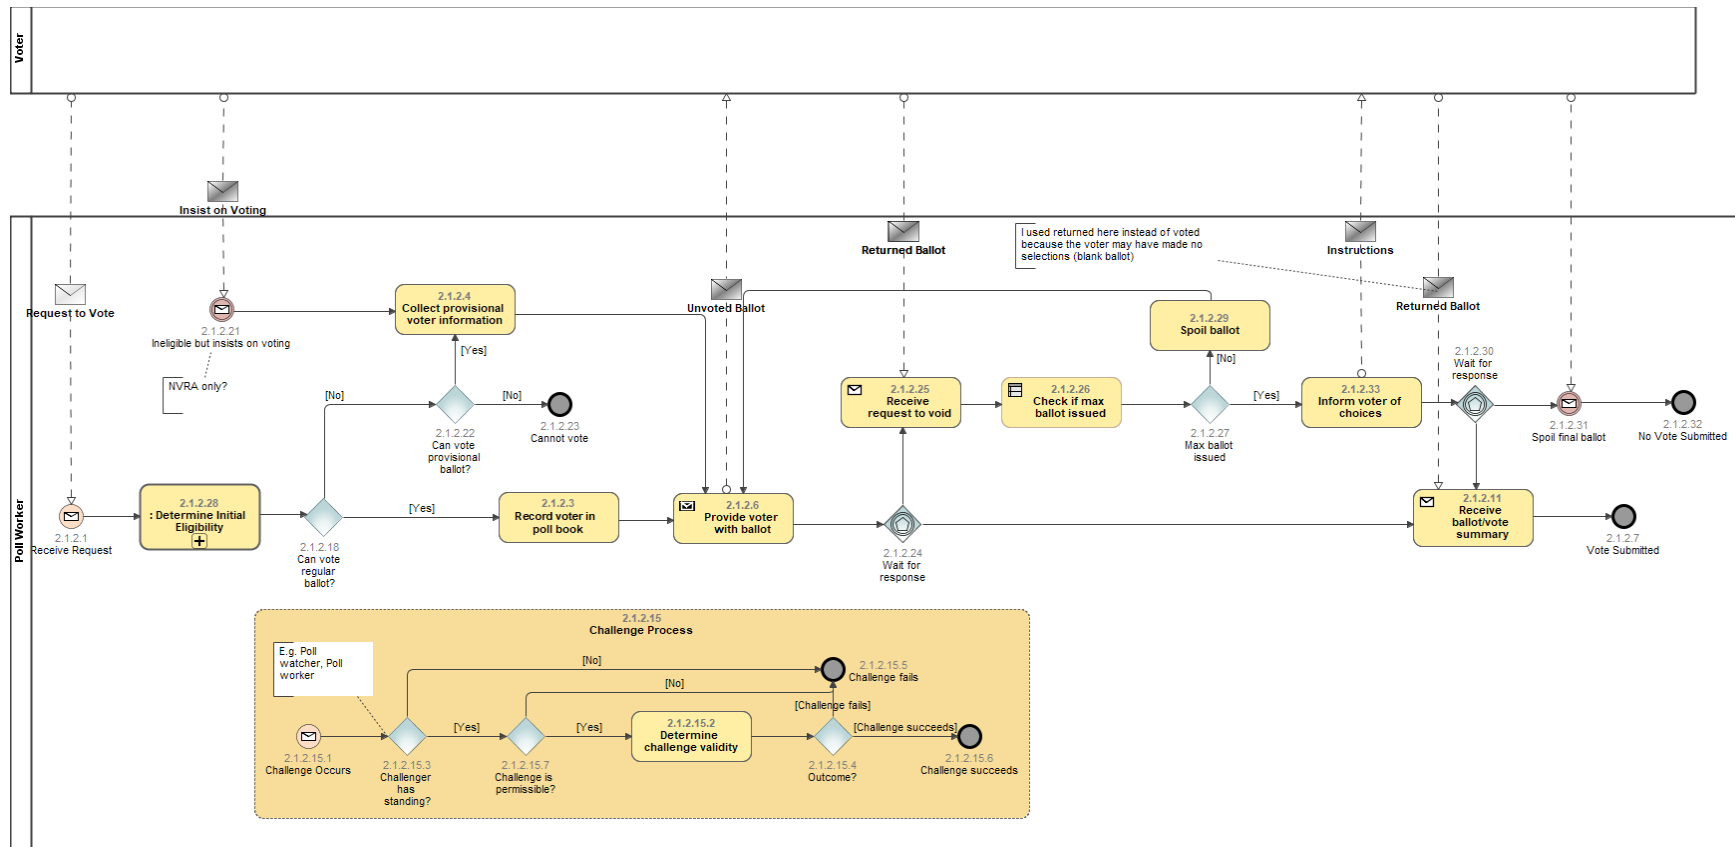 Voter
Insist on Voting
Request to Vote
Returned Ballot
I used returned here instead of voted
because the voter may have made no
selections (blank ballot)
Instructions
Unvoted Ballot
Returned Ballot
Poll Worker
2.1.2.21
Ineligible but insists on voting
NVRA only?
2.1.2.4
Collect provisional
voter information
[Yes]
[No]
[No]
2.1.2.22
Can vote
provisional
ballot?
2.1.2.23
Cannot vote
2.1.2.29
Spoil ballot
[No]
2.1.2.25
Receive
request to void
2.1.2.26
Check if max
ballot issued
[Yes]
2.1.2.27
Max ballot
issued
2.1.2.33
Inform voter of
choices
2.1.2.30
Wait for
response
2.1.2.31
Spoil final ballot
2.1.2.32
No Vote Submitted
2.1.2.1
Receive Request
2.1.2.28
: Determine Initial
Eligibility
2.1.2.18
Can vote
regular
ballot?
[Yes]
2.1.2.3
Record voter in
poll book
2.1.2.6
Provide voter
with ballot
2.1.2.24
Wait for
response
2.1.2.11
Receive
ballot/vote
summary
2.1.2.7
Vote Submitted
2.1.2.15
Challenge Process
E.g. Poll
watcher, Poll
worker
[No]
[No]
2.1.2.15.5
Challenge fails
[Challenge fails]
2.1.2.15.1
Challenge Occurs
[Yes]
2.1.2.15.3
Challenger
has
standing?
[Yes]
2.1.2.15.7
Challenge is
permissible?
2.1.2.15.2
Determine
challenge validity
[Challenge succeeds]
2.1.2.15.4
Outcome?
2.1.2.15.6
Challenge succeeds